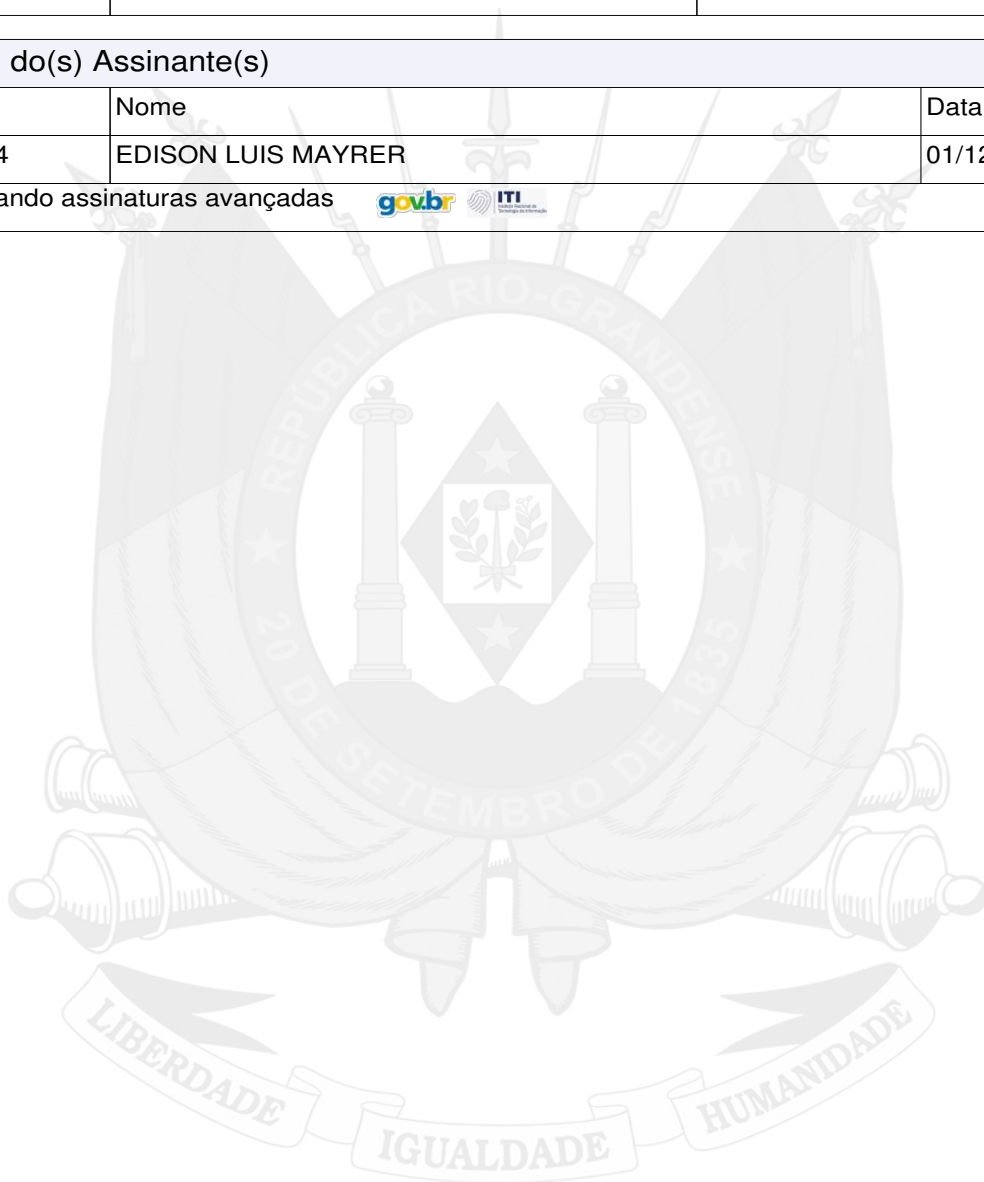 do(s) Assinante(s)
Nome
Data
4
EDISON LUIS MAYRER
01/12
ando assinaturas avançadas
gov.br
ITI
REPÚBLICA RIO-GRANDENSE
20 DE SETEMBRO DE 1835
LIBERDADE
IGUALDADE
HUMANIDADE